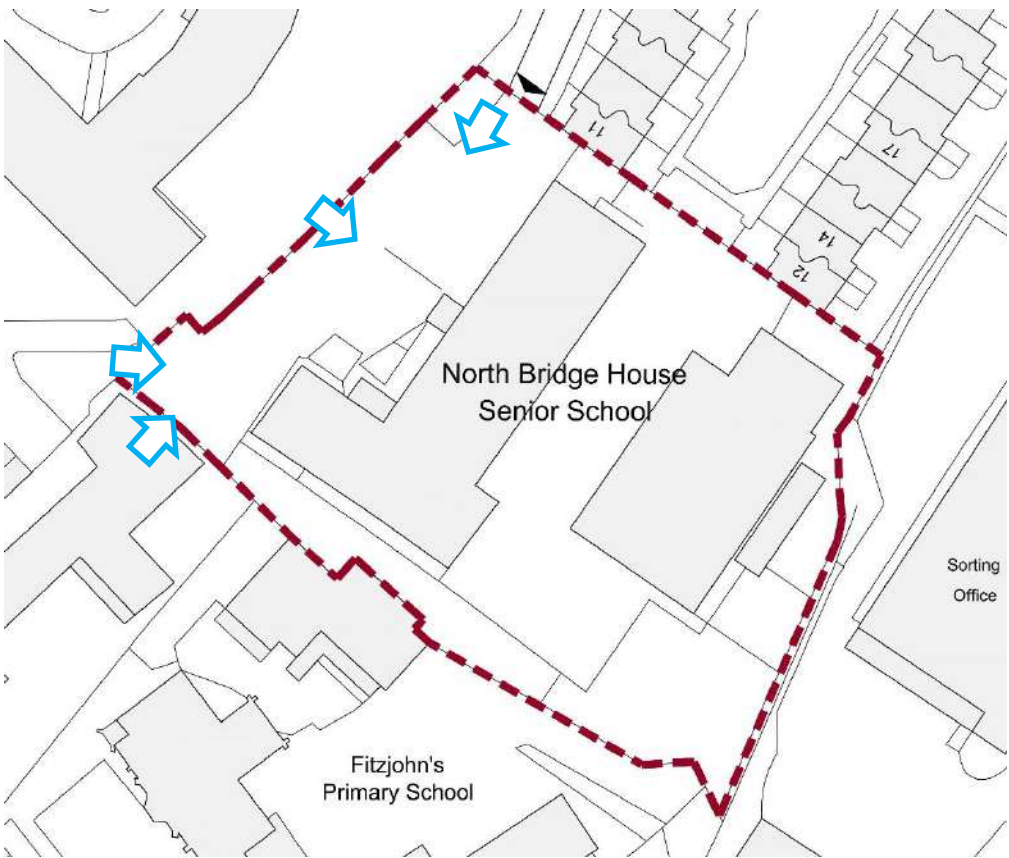 11
17
14
12
North Bridge House
Senior School
Sorting
Office
Fitzjohn's
Primary School